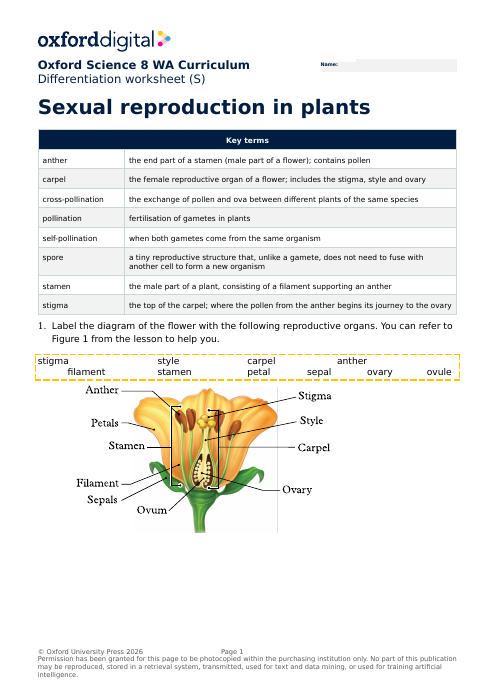 oxforddigital
Oxford Science 8 WA Curriculum
Name:
Differentiation worksheet (S)
Sexual reproduction in plants
Key terms
anther the end part of a stamen (male part of a flower); contains pollen
carpel the female reproductive organ of a flower; includes the stigma, style and ovary
cross-pollination the exchange of pollen and ova between different plants of the same species
pollination fertilisation of gametes in plants
self-pollination when both gametes come from the same organism
spore a tiny reproductive structure that, unlike a gamete, does not need to fuse with
another cell to form a new organism
stamen the male part of a plant, consisting of a filament supporting an anther
stigma the top of the carpel; where the pollen from the anther begins its journey to the ovary
1. Label the diagram of the flower with the following reproductive organs. You can refer to
Figure 1 from the lesson to help you.
stigma style carpel anther
filament stamen petal sepal ovary ovule
Anther
Stigma
Petals
Style
Stamen
Carpel
Filament
Ovary
Sepals
Ovum
© Oxford University Press 2026 Page 1
Permission has been granted for this page to be photocopied within the purchasing institution only. No part of this publication
may be reproduced, stored in a retrieval system, transmitted, used for text and data mining, or used for training artificial
intelligence.